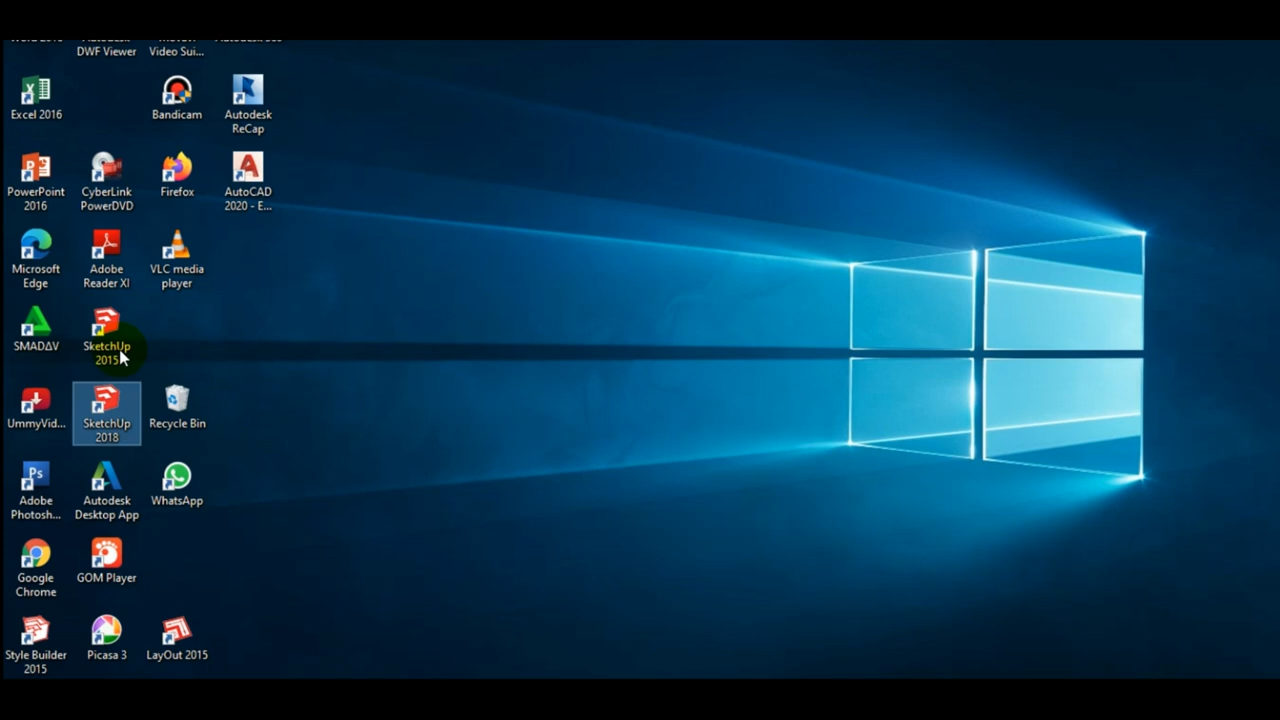 DWF Viewer
Video Sui...
Excel 2016
Bandicam
Autodesk
ReCap
PowerPoint
2016
CyberLink
PowerDVD
Firefox
AutoCAD
2020 - E...
Microsoft
Edge
Adobe
Reader XI
VLC media
player
SMADΔV
SketchUp
2015
UmmyVid...
SketchUp
2018
Recycle Bin
Adobe
Photosh...
Autodesk
Desktop App
WhatsApp
Google
Chrome
GOM Player
Style Builder
2015
Picasa 3
LayOut 2015